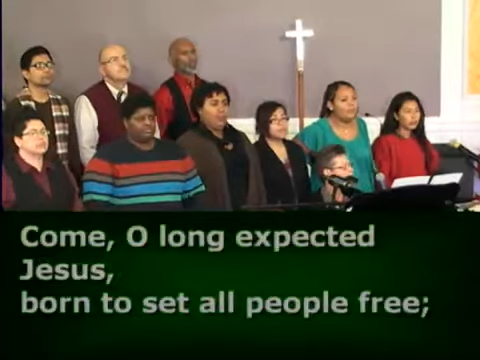 Come, O long expected
Jesus,
born to set all people free;